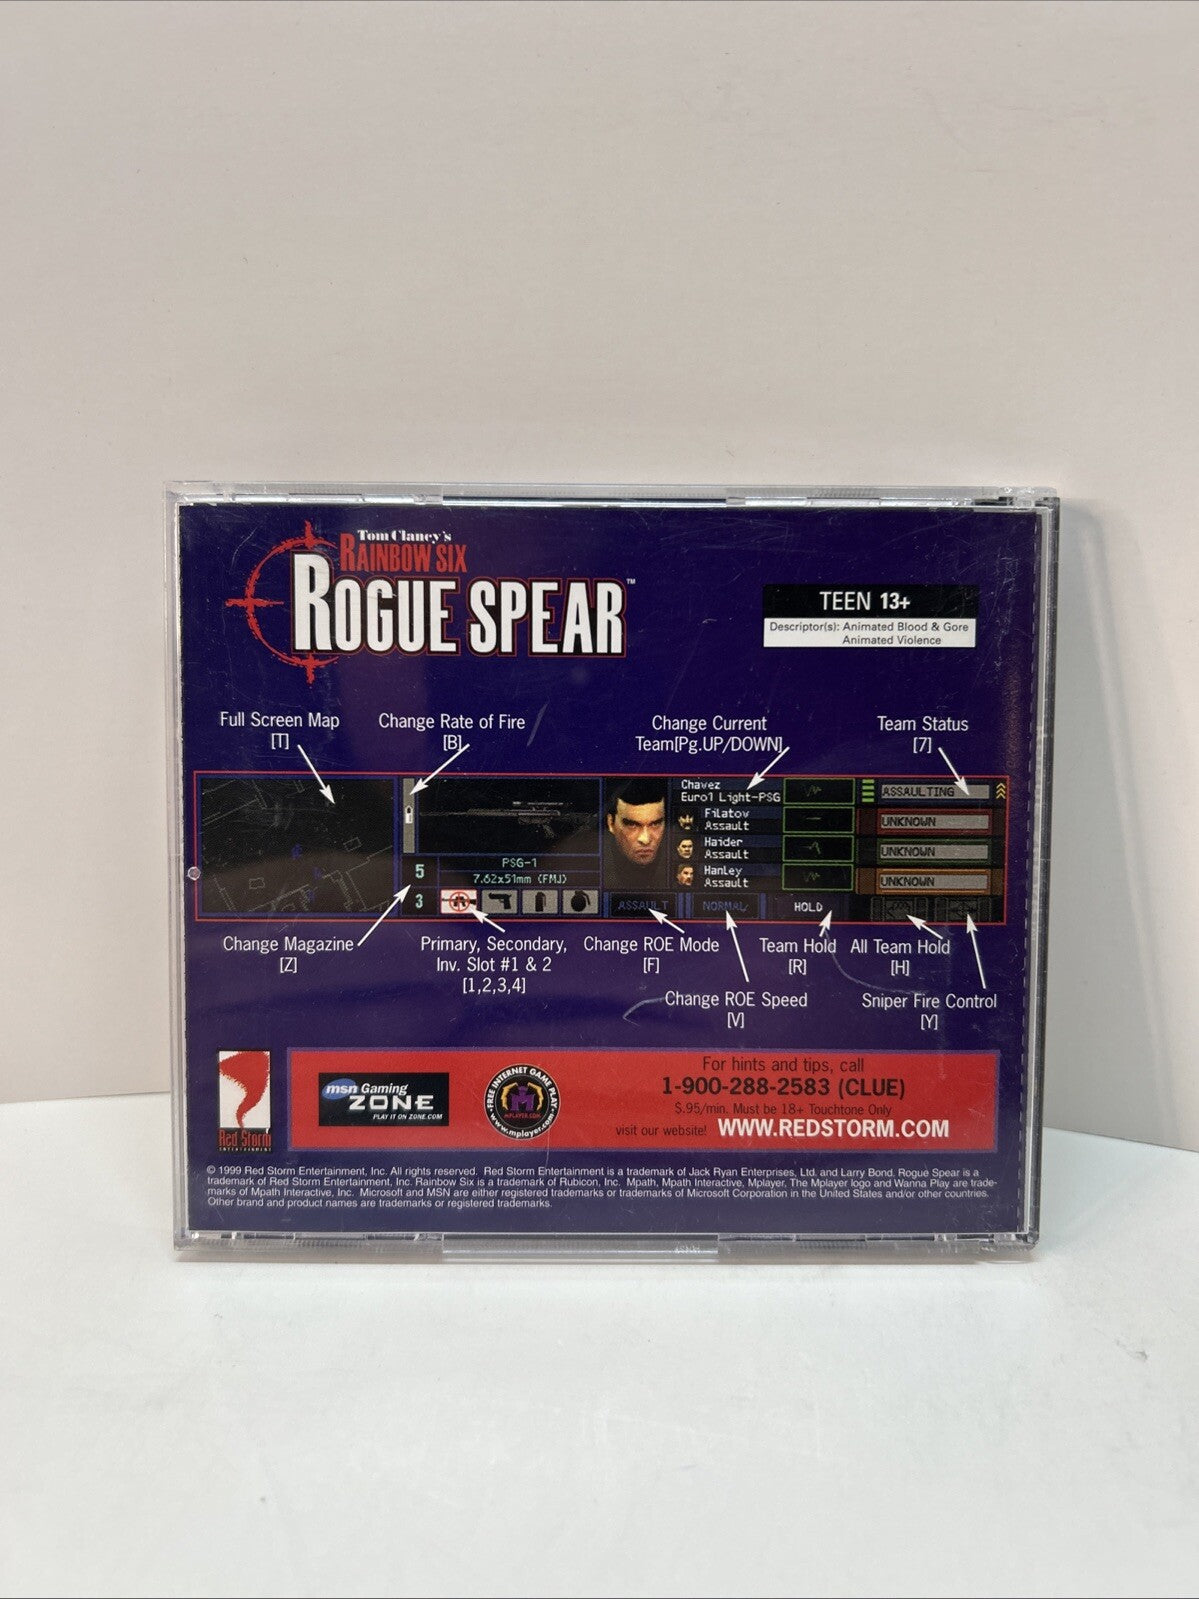 Tom Clancy's
RAINBOW SIX
ROGUE SPEAR™
TEEN 13+
Descriptor(s): Animated Blood & Gore
Animated Violence
Full Screen Map
[T]
Change Rate of Fire
[B]
Change Current
Team[Pg.UP/DOWN]
Team Status
[7]
Chavez
Euro1 Light-PSG
ASSAULTING
Filatov
Assault
UNKNOWN
Haider
Assault
UNKNOWN
Hanley
Assault
UNKNOWN
PSG-1
7.62x51mm (FMJ)
5
3
ASSAULT
NORMAL
HOLD
Change Magazine
[Z]
Primary, Secondary,
Inv. Slot #1 & 2
[1,2,3,4]
Change ROE Mode
[F]
Team Hold
[R]
All Team Hold
[H]
Change ROE Speed
[V]
Sniper Fire Control
[Y]
Red Storm
ENTERTAINMENT
msn Gaming
ZONE
PLAY IT ON ZONE.COM
FREE INTERNET GAME PLAY
MPLAYER.COM
www.mplayer.com
For hints and tips, call
1-900-288-2583 (CLUE)
$.95/min. Must be 18+ Touchtone Only
visit our website! WWW.REDSTORM.COM
© 1999 Red Storm Entertainment, Inc. All rights reserved. Red Storm Entertainment is a trademark of Jack Ryan Enterprises, Ltd. and Larry Bond. Rogue Spear is a
trademark of Red Storm Entertainment, Inc. Rainbow Six is a trademark of Rubicon, Inc. Mpath, Mpath Interactive, Mplayer, The Mplayer logo and Wanna Play are trade-
marks of Mpath Interactive, Inc. Microsoft and MSN are either registered trademarks or trademarks of Microsoft Corporation in the United States and/or other countries.
Other brand and product names are trademarks or registered trademarks.